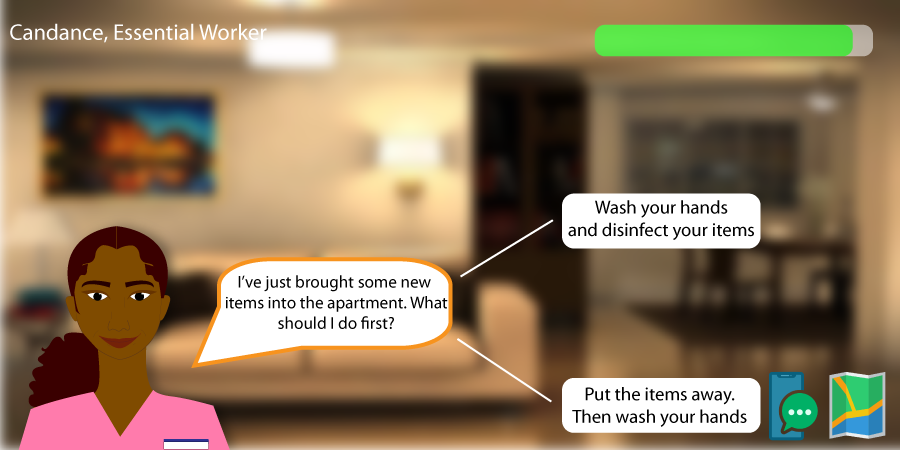 Candance, Essential Worker
Wash your hands
and disinfect your items
I've just brought some new
items into the apartment. What
should I do first?
Put the items away.
Then wash your hands